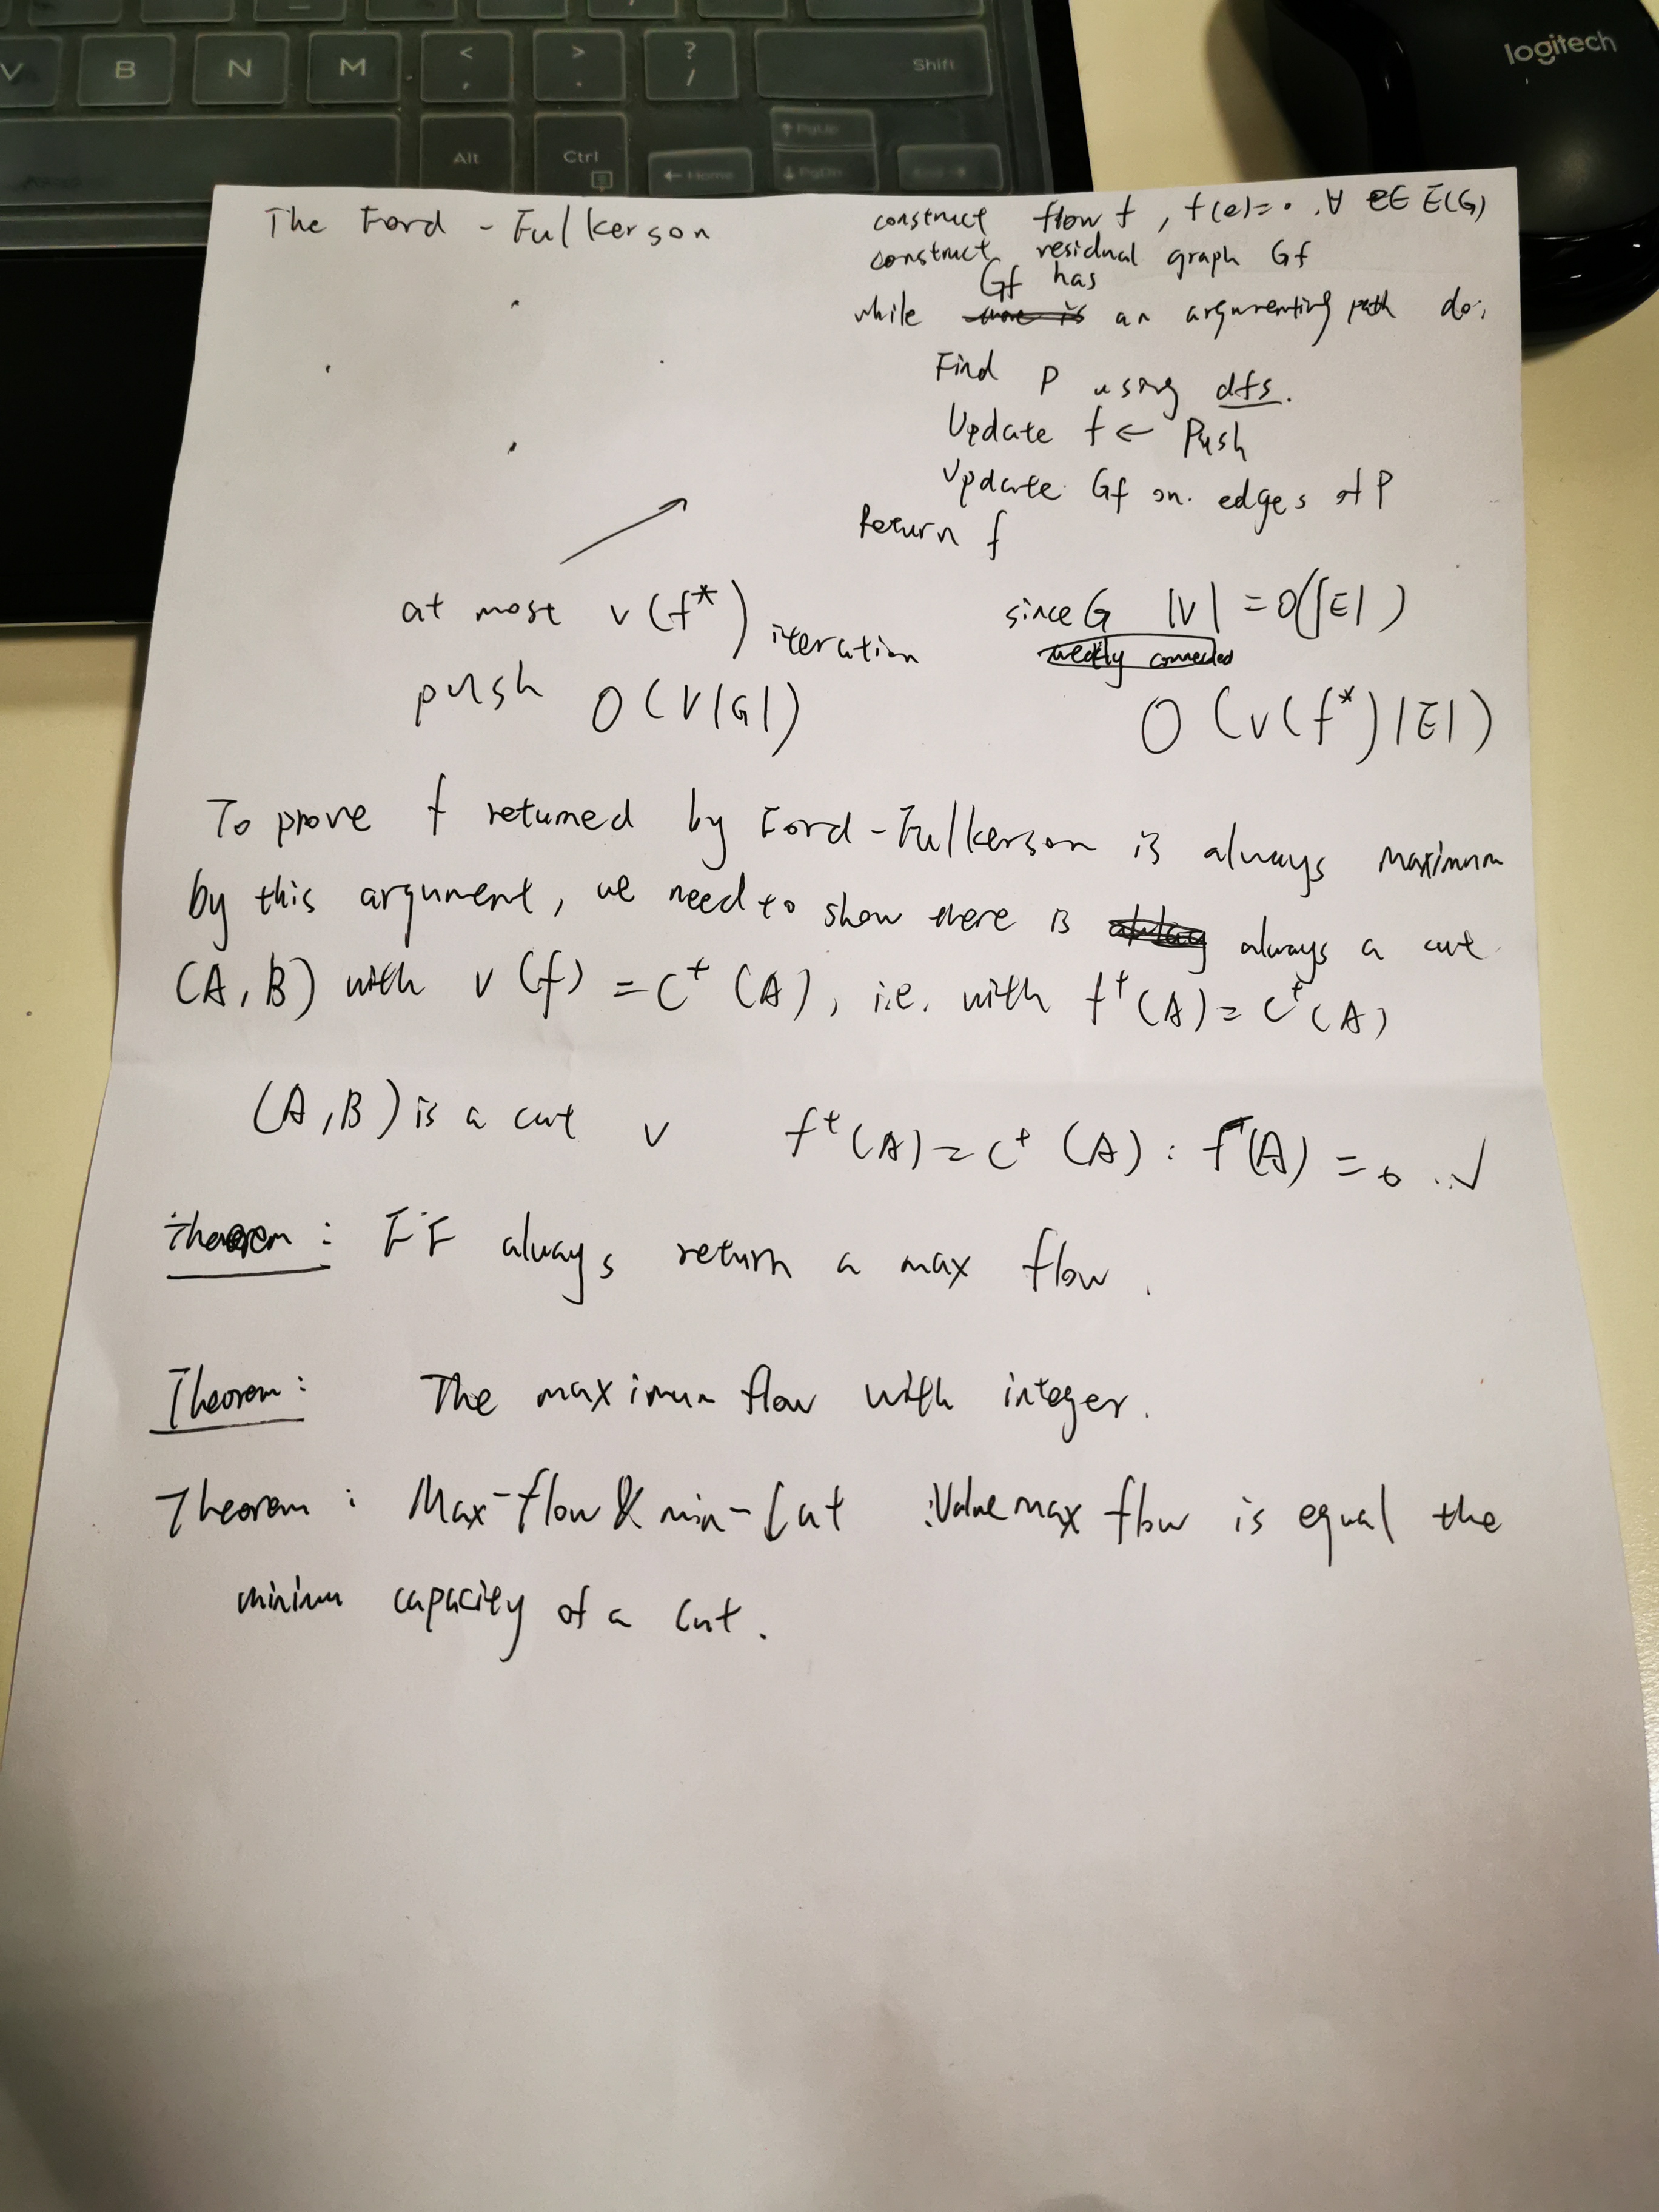 V B N M < , > . ? / Shift
Alt Ctrl PgUp
Home PgDn End
logitech
The Ford - Fulkerson
construct flow f , f(e)=0 , ∀ e∈ E(G)
construct residual graph Gf
Gf has
while an argumenting path do:
Find P using dfs.
Update f ← Push
Update Gf on edges of P
Return f
at most v(f*) iteration
since G |V| = O(|E|)
weakly connected
push O(V|G|)
O(v(f*)|E|)
To prove f returned by Ford-Fulkerson is always maximum
by this argument, we need to show there is always a cut
(A,B) with v(f) = c⁺(A), i.e. with f⁺(A) = c⁺(A)
(A,B) is a cut ✓ f⁺(A) = c⁺(A) : f⁻(A) = 0 . ✓
Theorem : FF always return a max flow .
Theorem : The maximum flow with integer .
Theorem : Max-flow & min-Cut : Value max flow is equal the
minimum capacity of a cut .